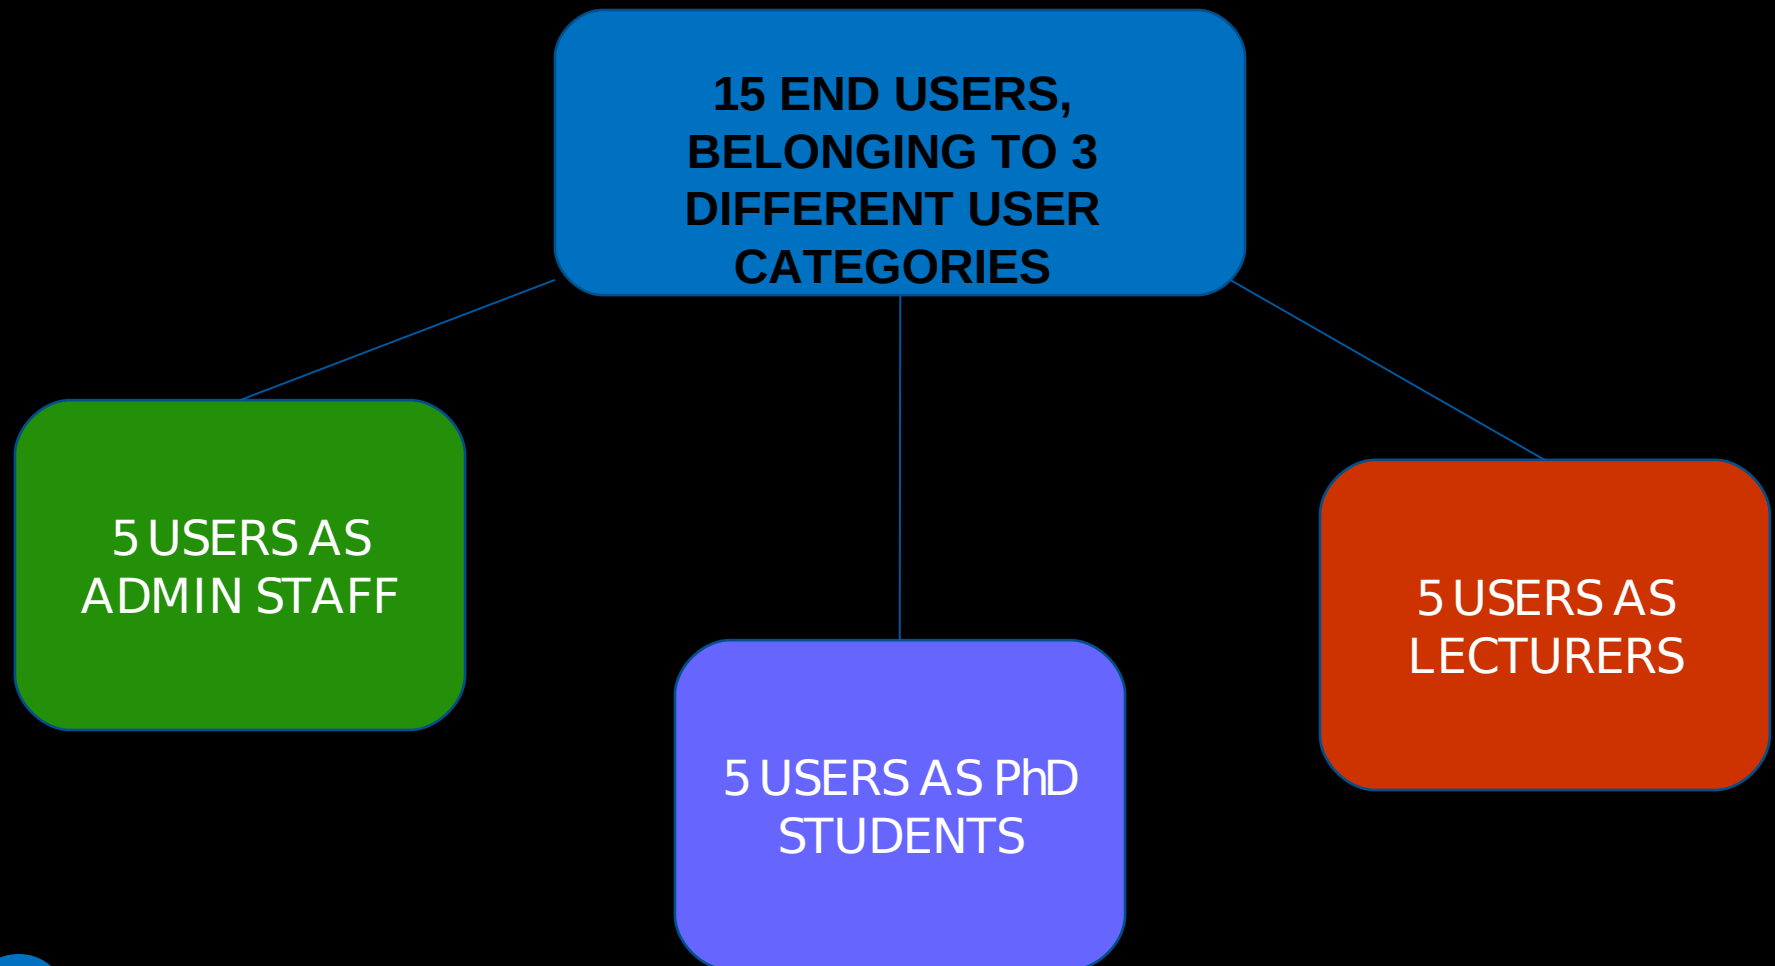 15 END USERS,
BELONGING TO 3
DIFFERENT USER
CATEGORIES
5 USERS AS
ADMIN STAFF
5 USERS AS PhD
STUDENTS
5 USERS AS
LECTURERS